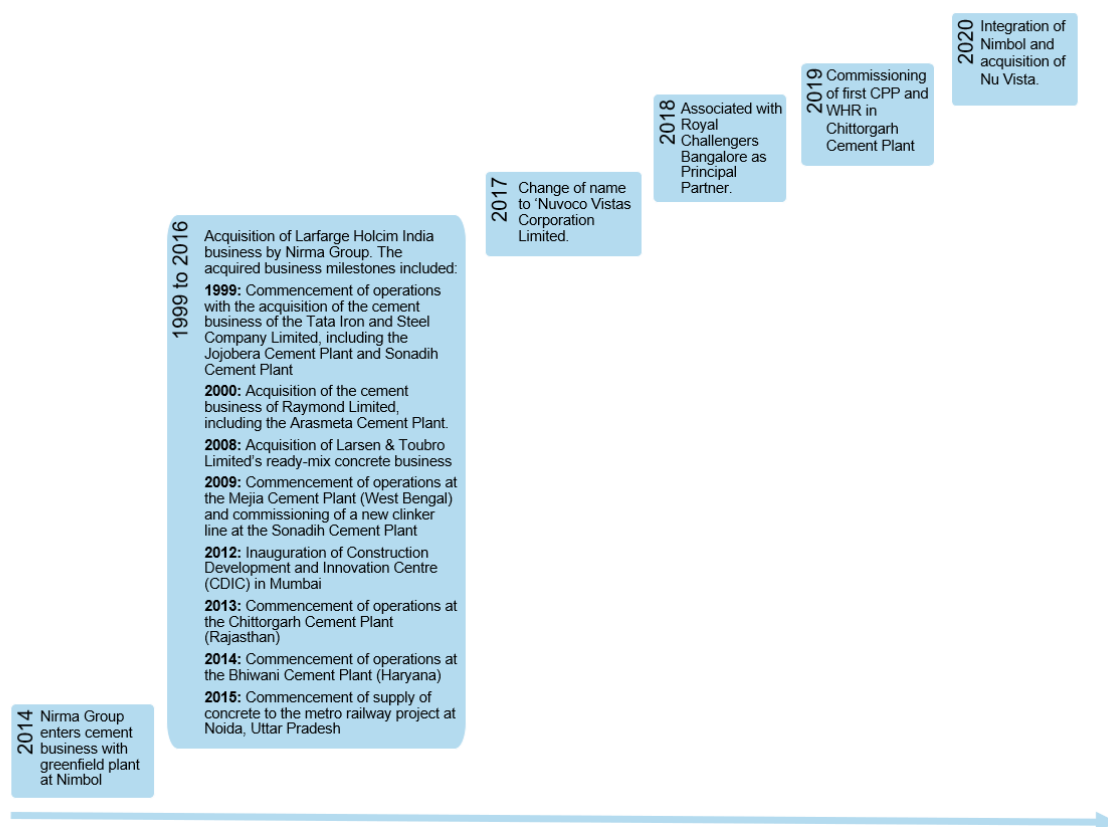 2014
Nirma Group
enters cement
business with
greenfield plant
at Nimbol
1999 to 2016
Acquisition of Larfarge Holcim India
business by Nirma Group. The
acquired business milestones included:
1999: Commencement of operations
with the acquisition of the cement
business of the Tata Iron and Steel
Company Limited, including the
Jojobera Cement Plant and Sonadih
Cement Plant
2000: Acquisition of the cement
business of Raymond Limited,
including the Arasmeta Cement Plant.
2008: Acquisition of Larsen & Toubro
Limited's ready-mix concrete business
2009: Commencement of operations at
the Mejia Cement Plant (West Bengal)
and commissioning of a new clinker
line at the Sonadih Cement Plant
2012: Inauguration of Construction
Development and Innovation Centre
(CDIC) in Mumbai
2013: Commencement of operations at
the Chittorgarh Cement Plant
(Rajasthan)
2014: Commencement of operations at
the Bhiwani Cement Plant (Haryana)
2015: Commencement of supply of
concrete to the metro railway project at
Noida, Uttar Pradesh
2017
Change of name
to ‘Nuvoco Vistas
Corporation
Limited.
2018
Associated with
Royal
Challengers
Bangalore as
Principal
Partner.
2019
Commissioning
of first CPP and
WHR in
Chittorgarh
Cement Plant
2020
Integration of
Nimbol and
acquisition of
Nu Vista.